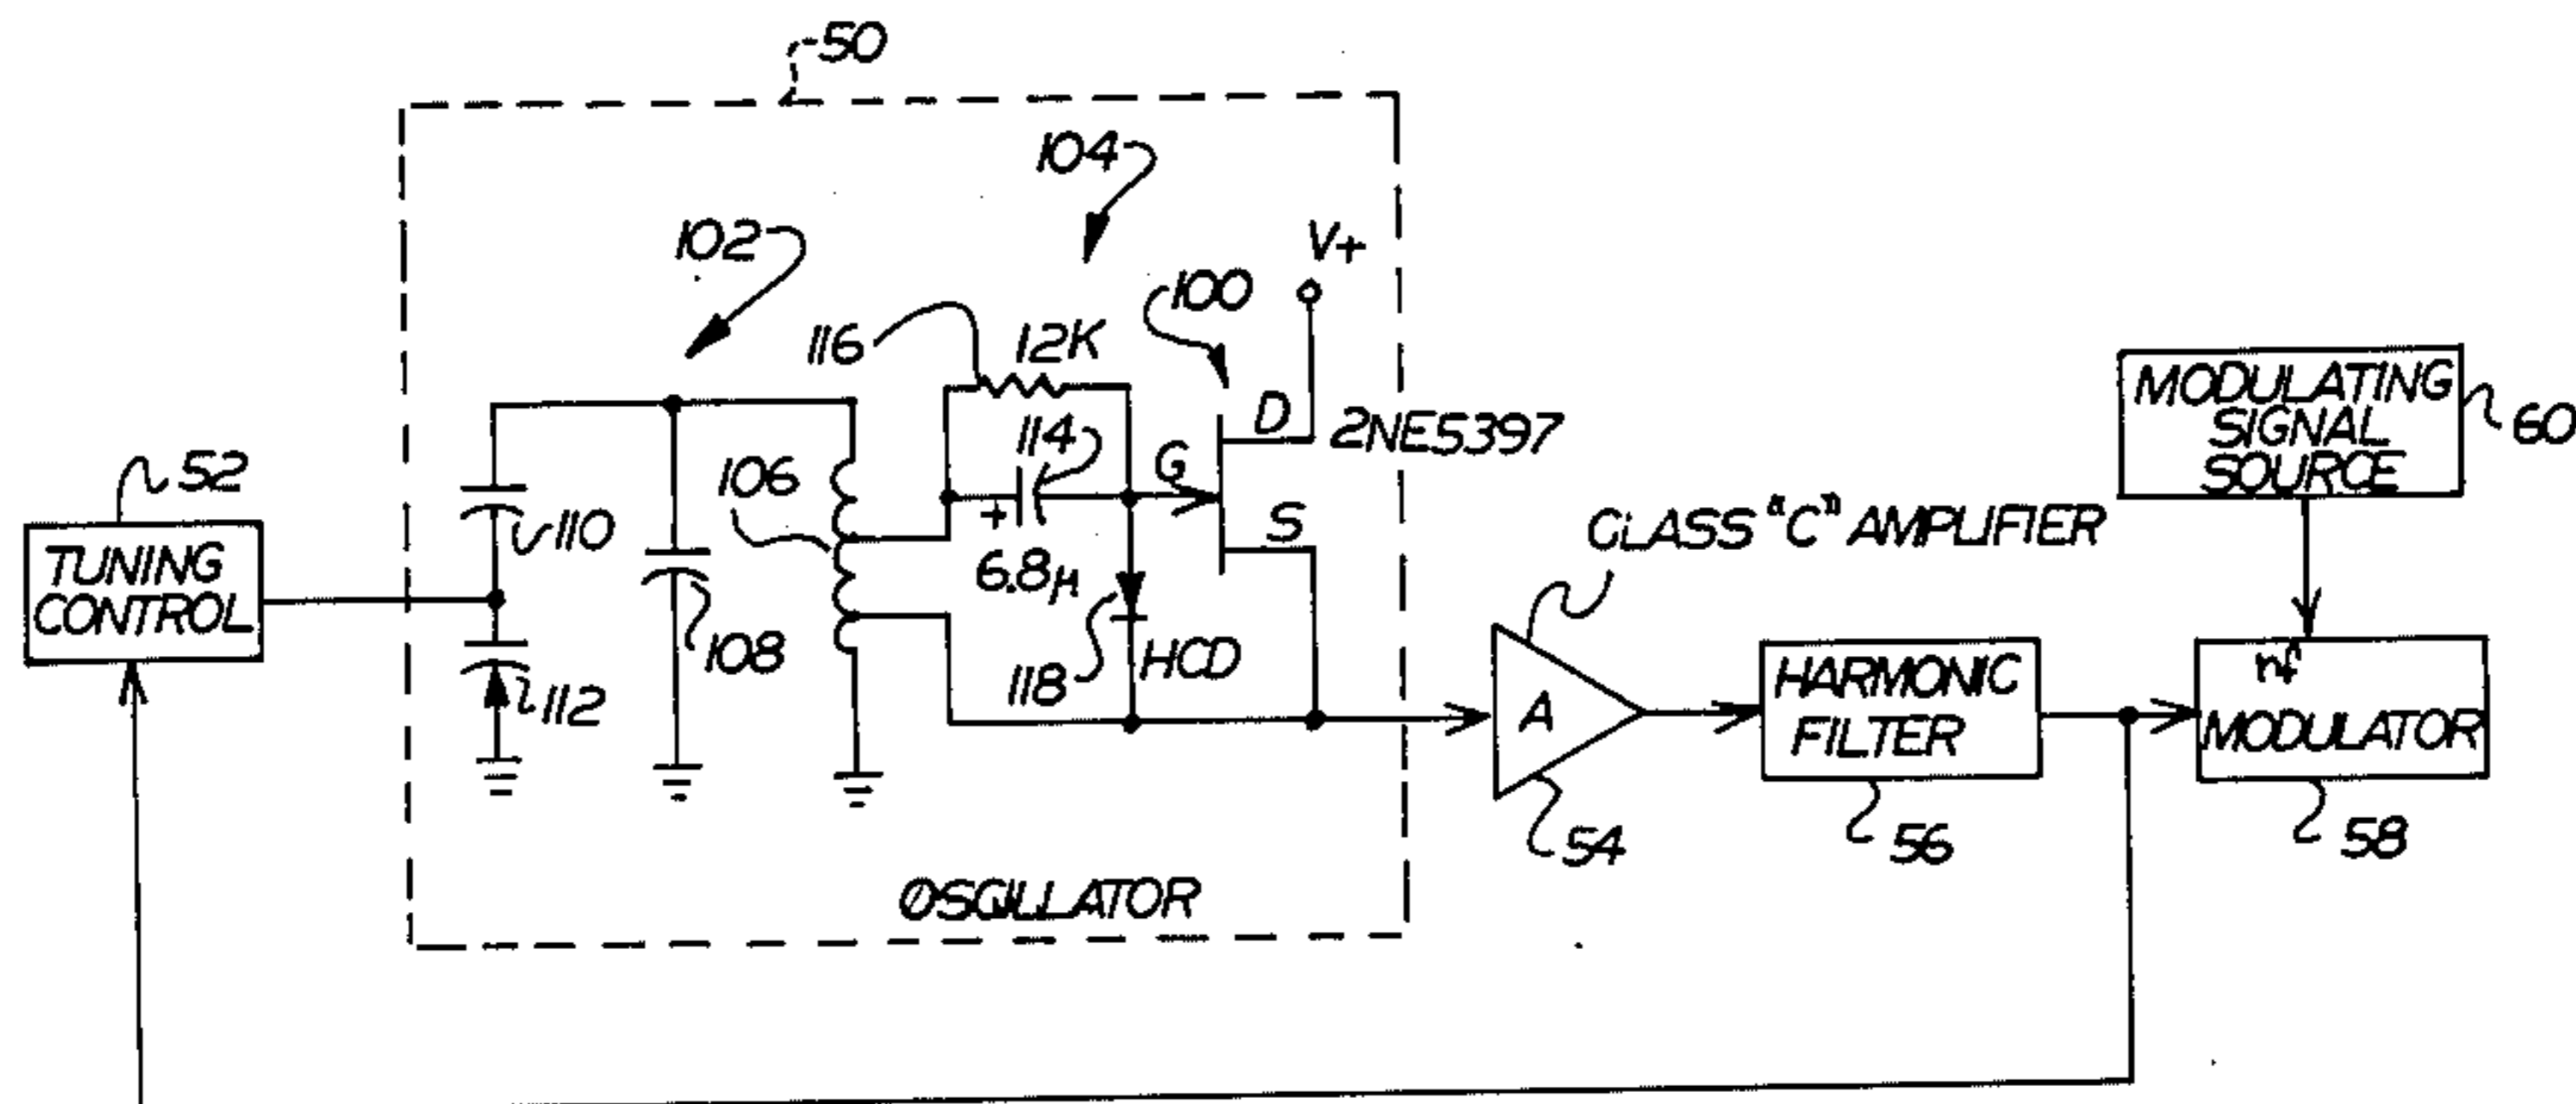 50
104
102
V+
100
116
12K
114
D
2NE5397
G
106
S
52
110
+
6.8μ
TUNING
CONTROL
108
118
HCD
112
CLASS "C" AMPLIFIER
MODULATING
SIGNAL
SOURCE
60
A
54
HARMONIC
FILTER
56
MODULATOR
58
OSCILLATOR